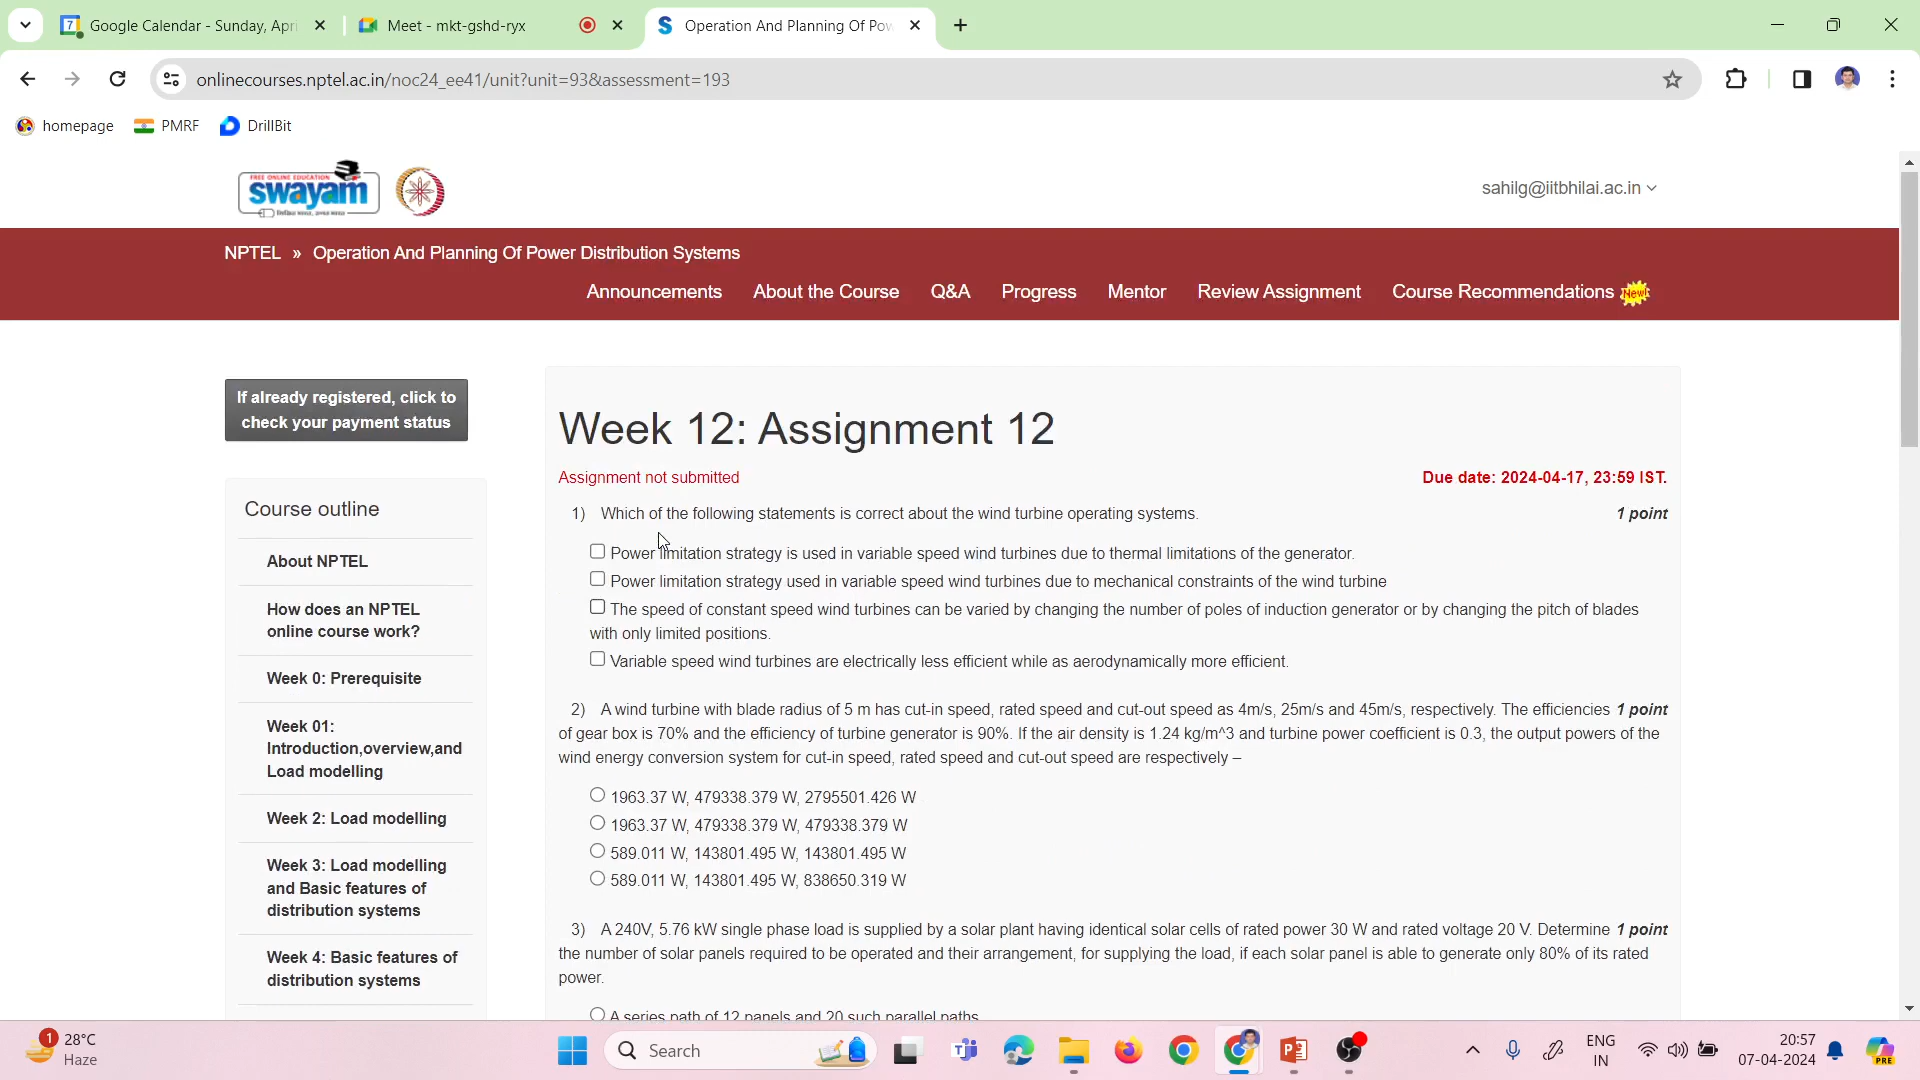 Google Calendar - Sunday, Apri
Meet - mkt-gshd-ryx
Operation And Planning Of Pow
onlinecourses.nptel.ac.in/noc24_ee41/unit?unit=93&assessment=193
homepage
PMRF
DrillBit
FREE ONLINE EDUCATION
swayam
sahilg@iitbhilai.ac.in
NPTEL » Operation And Planning Of Power Distribution Systems
Announcements About the Course Q&A Progress Mentor Review Assignment Course Recommendations New!
If already registered, click to
check your payment status
Course outline
About NPTEL
How does an NPTEL
online course work?
Week 0: Prerequisite
Week 01:
Introduction,overview,and
Load modelling
Week 2: Load modelling
Week 3: Load modelling
and Basic features of
distribution systems
Week 4: Basic features of
distribution systems
Week 12: Assignment 12
Assignment not submitted
Due date: 2024-04-17, 23:59 IST.
1) Which of the following statements is correct about the wind turbine operating systems. 1 point
Power limitation strategy is used in variable speed wind turbines due to thermal limitations of the generator.
Power limitation strategy used in variable speed wind turbines due to mechanical constraints of the wind turbine
The speed of constant speed wind turbines can be varied by changing the number of poles of induction generator or by changing the pitch of blades
with only limited positions.
Variable speed wind turbines are electrically less efficient while as aerodynamically more efficient.
2) A wind turbine with blade radius of 5 m has cut-in speed, rated speed and cut-out speed as 4m/s, 25m/s and 45m/s, respectively. The efficiencies 1 point
of gear box is 70% and the efficiency of turbine generator is 90%. If the air density is 1.24 kg/m^3 and turbine power coefficient is 0.3, the output powers of the
wind energy conversion system for cut-in speed, rated speed and cut-out speed are respectively –
1963.37 W, 479338.379 W, 2795501.426 W
1963.37 W, 479338.379 W, 479338.379 W
589.011 W, 143801.495 W, 143801.495 W
589.011 W, 143801.495 W, 838650.319 W
3) A 240V, 5.76 kW single phase load is supplied by a solar plant having identical solar cells of rated power 30 W and rated voltage 20 V. Determine 1 point
the number of solar panels required to be operated and their arrangement, for supplying the load, if each solar panel is able to generate only 80% of its rated
power.
A series path of 12 panels and 20 such parallel paths
1
28°C
Haze
Search
ENG
IN
20:57
07-04-2024
PRE